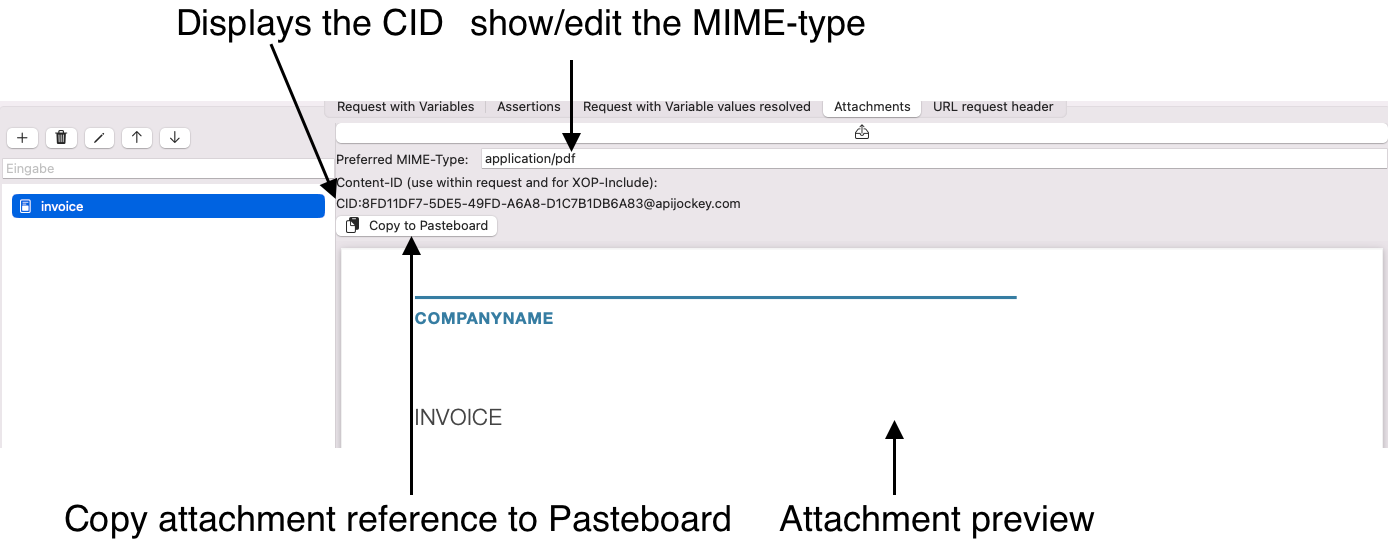 Displays the CID show/edit the MIME-type
Request with Variables Assertions Request with Variable values resolved Attachments URL request header
Preferred MIME-Type: application/pdf
Eingabe
Content-ID (use within request and for XOP-Include):
invoice
CID:8FD11DF7-5DE5-49FD-A6A8-D1C7B1DB6A83@apijockey.com
Copy to Pasteboard
COMPANYNAME
INVOICE
Copy attachment reference to Pasteboard Attachment preview